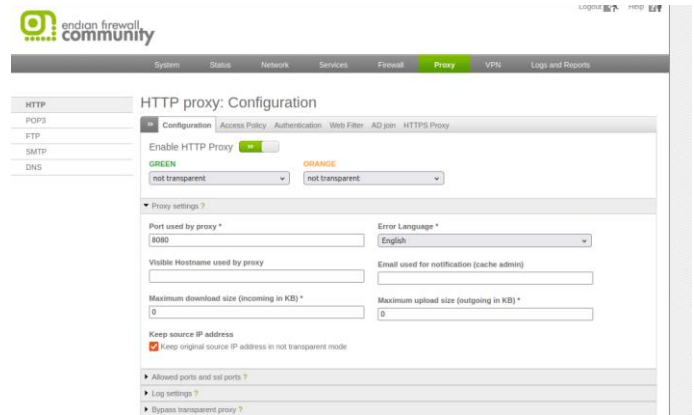 Logout Help
endian firewall
community
System Status Network Services Firewall Proxy VPN Logs and Reports
HTTP
POP3
FTP
SMTP
DNS
HTTP proxy: Configuration
Configuration Access Policy Authentication Web Filter AD join HTTPS Proxy
Enable HTTP Proxy
GREEN ORANGE
not transparent not transparent
Proxy settings ?
Port used by proxy * Error Language *
8080 English
Visible Hostname used by proxy Email used for notification (cache admin)
Maximum download size (incoming in KB) * Maximum upload size (outgoing in KB) *
0 0
Keep source IP address
Keep original source IP address in not transparent mode
Allowed ports and ssl ports ?
Log settings ?
Bypass transparent proxy ?